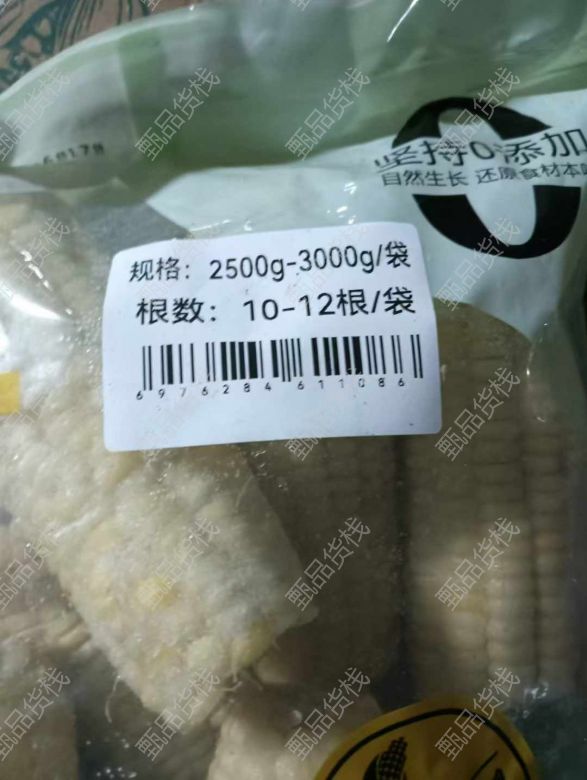 坚持0添加
自然生长 还原食材本味
规格：2500g-3000g/袋
根数：10-12根/袋
6976284611086
甄品货栈